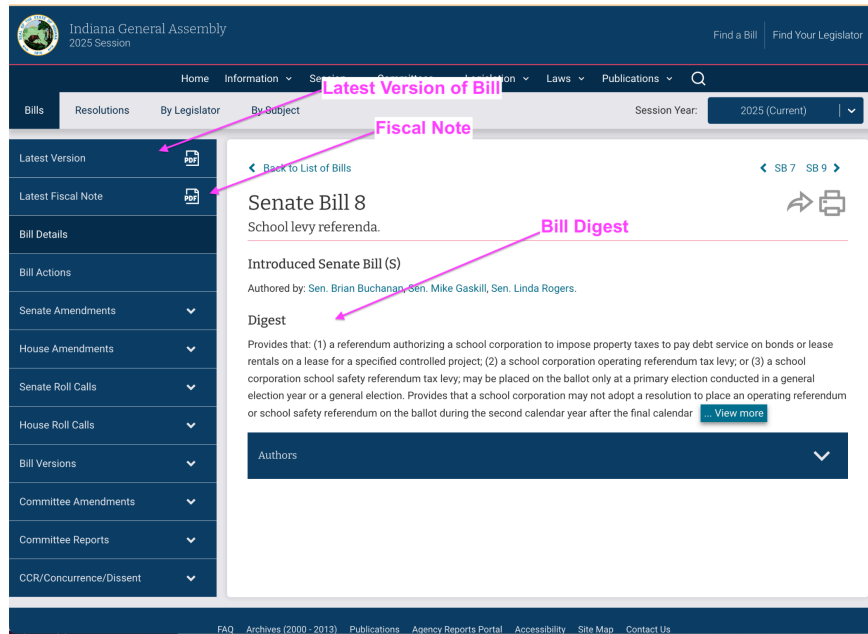 Indiana General Assembly
2025 Session
Find a Bill
Find Your Legislator
Home Information Session Committees Legislation Laws Publications
Latest Version of Bill
Bills Resolutions By Legislator By Subject
Session Year: 2025 (Current)
Fiscal Note
Latest Version PDF
Latest Fiscal Note PDF
Bill Details
Bill Actions
Senate Amendments
House Amendments
Senate Roll Calls
House Roll Calls
Bill Versions
Committee Amendments
Committee Reports
CCR/Concurrence/Dissent
Back to List of Bills
SB 7 SB 9
Senate Bill 8
School levy referenda.
Bill Digest
Introduced Senate Bill (S)
Authored by: Sen. Brian Buchanan, Sen. Mike Gaskill, Sen. Linda Rogers.
Digest
Provides that: (1) a referendum authorizing a school corporation to impose property taxes to pay debt service on bonds or lease
rentals on a lease for a specified controlled project; (2) a school corporation operating referendum tax levy; or (3) a school
corporation school safety referendum tax levy; may be placed on the ballot only at a primary election conducted in a general
election year or a general election. Provides that a school corporation may not adopt a resolution to place an operating referendum
or school safety referendum on the ballot during the second calendar year after the final calendar ... View more
Authors
FAQ Archives (2000 - 2013) Publications Agency Reports Portal Accessibility Site Map Contact Us